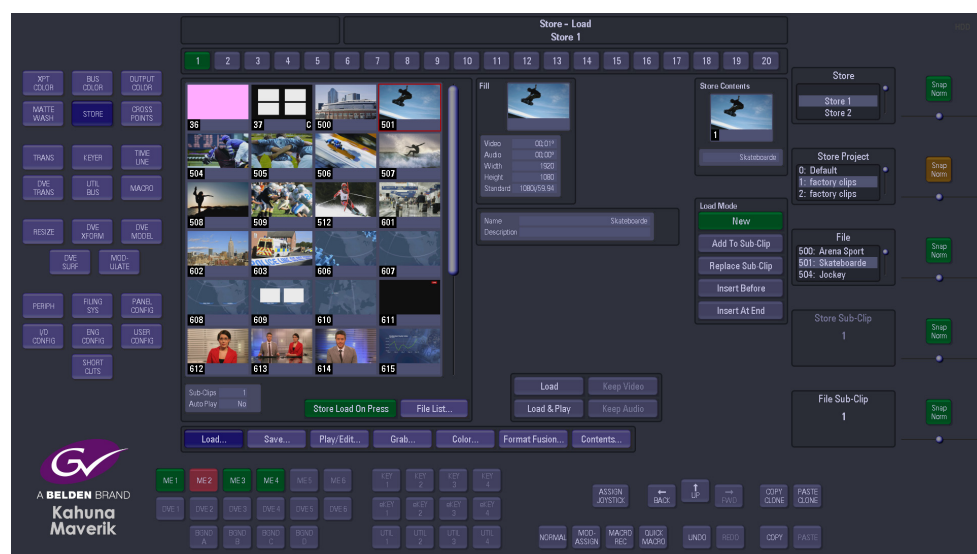 Store - Load
Store 1
1 2 3 4 5 6 7 8 9 10 11 12 13 14 15 16 17 18 19 20
XPT COLOR
BUS COLOR
OUTPUT COLOR
MATTE WASH
STORE
CROSS POINTS
TRANS
KEYER
TIME LINE
DVE TRANS
UTIL BUS
MACRO
RESIZE
DVE XFORM
DVE MODEL
DVE SURF
MOD- ULATE
PERIPH
FILING SYS
PANEL CONFIG
I/O CONFIG
ENG CONFIG
USER CONFIG
SHORT CUTS
36 37 C 500 501
504 505 506 507
508 509 512 601
602 603 606 607
608 609 610 611
612 613 614 615
Sub-Clips 1
Auto Play No
Store Load On Press
File List...
Fill
Video 00;01º
Audio 00;00º
Width 1920
Height 1080
Standard 1080/59.94
Name Skateboarde
Description
Store Contents
1
Skateboarde
Load Mode
New
Add To Sub-Clip
Replace Sub-Clip
Insert Before
Insert At End
Load
Keep Video
Load & Play
Keep Audio
Store
Store 1
Store 2
Snap Norm
Store Project
0: Default
1: factory clips
2: factory clips
Snap Norm
File
500: Arena Sport
501: Skateboarde
504: Jockey
Snap Norm
Store Sub-Clip
1
Snap Norm
File Sub-Clip
1
Snap Norm
Load...
Save...
Play/Edit...
Grab...
Color...
Format Fusion...
Contents...
GV
A BELDEN BRAND
Kahuna
Maverik
ME 1 ME 2 ME 3 ME 4 ME 5 ME 6
DVE 1 DVE 2 DVE 3 DVE 4 DVE 5 DVE 6
BGND A
BGND B
BGND C
BGND D
KEY 1
KEY 2
KEY 3
KEY 4
UTIL 1
UTIL 2
UTIL 3
UTIL 4
ASSIGN JOYSTICK
← BACK
↑ UP
→ FWD
COPY CLONE
PASTE CLONE
NORMAL
MOD- ASSIGN
MACRO REC
QUICK MACRO
UNDO
REDO
COPY
PASTE